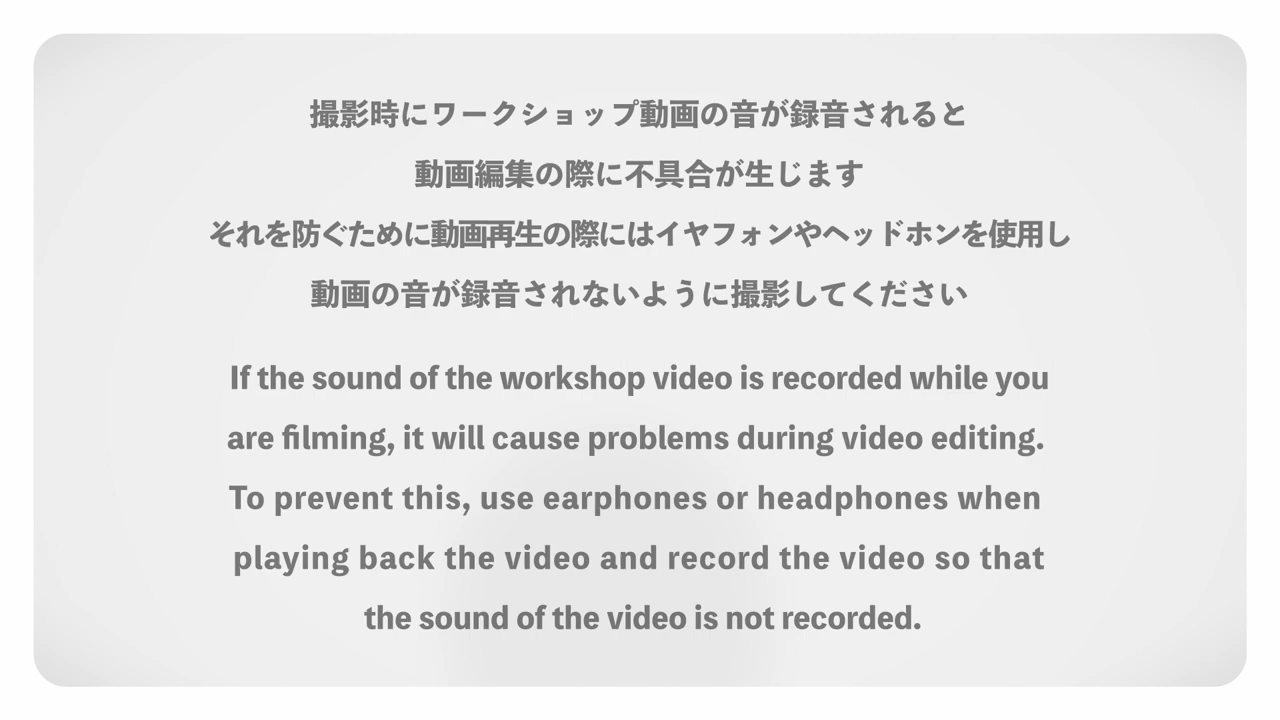 撮影時にワークショップ動画の音が録音されると
動画編集の際に不具合が生じます
それを防ぐために動画再生の際にはイヤフォンやヘッドホンを使用し
動画の音が録音されないように撮影してください
If the sound of the workshop video is recorded while you
are filming, it will cause problems during video editing.
To prevent this, use earphones or headphones when
playing back the video and record the video so that
the sound of the video is not recorded.